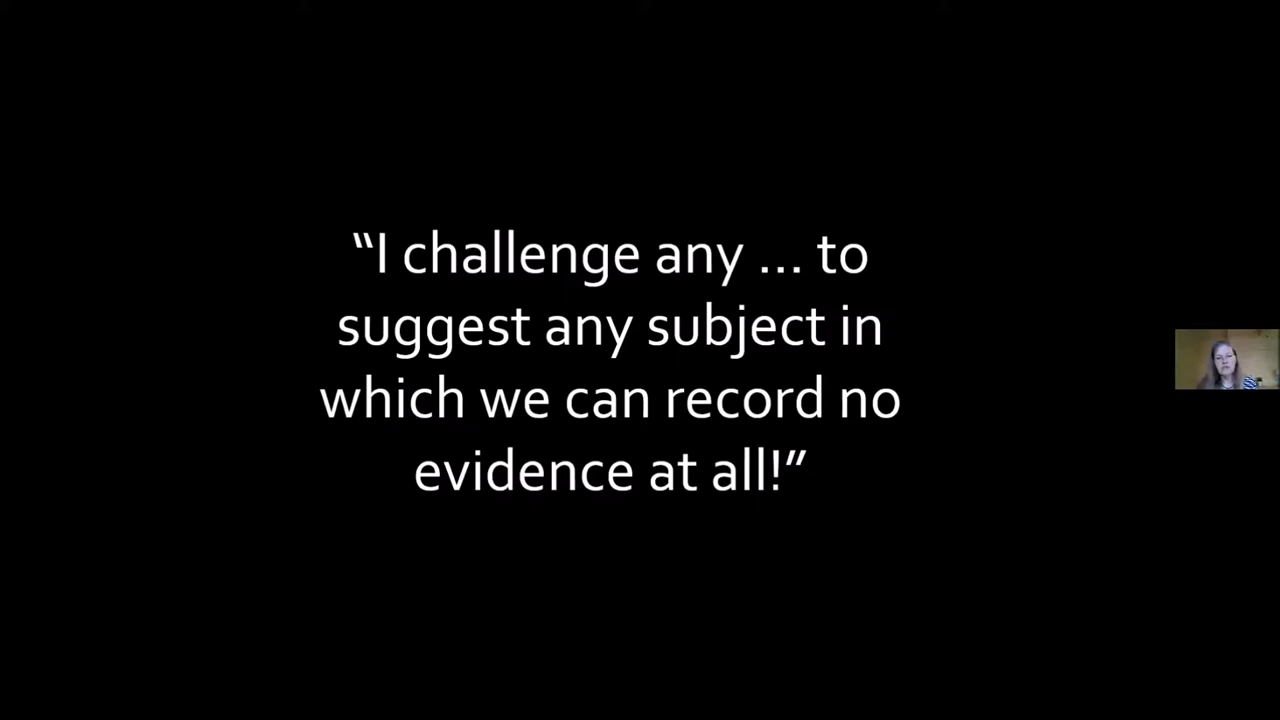 “I challenge any ... to
suggest any subject in
which we can record no
evidence at all!”